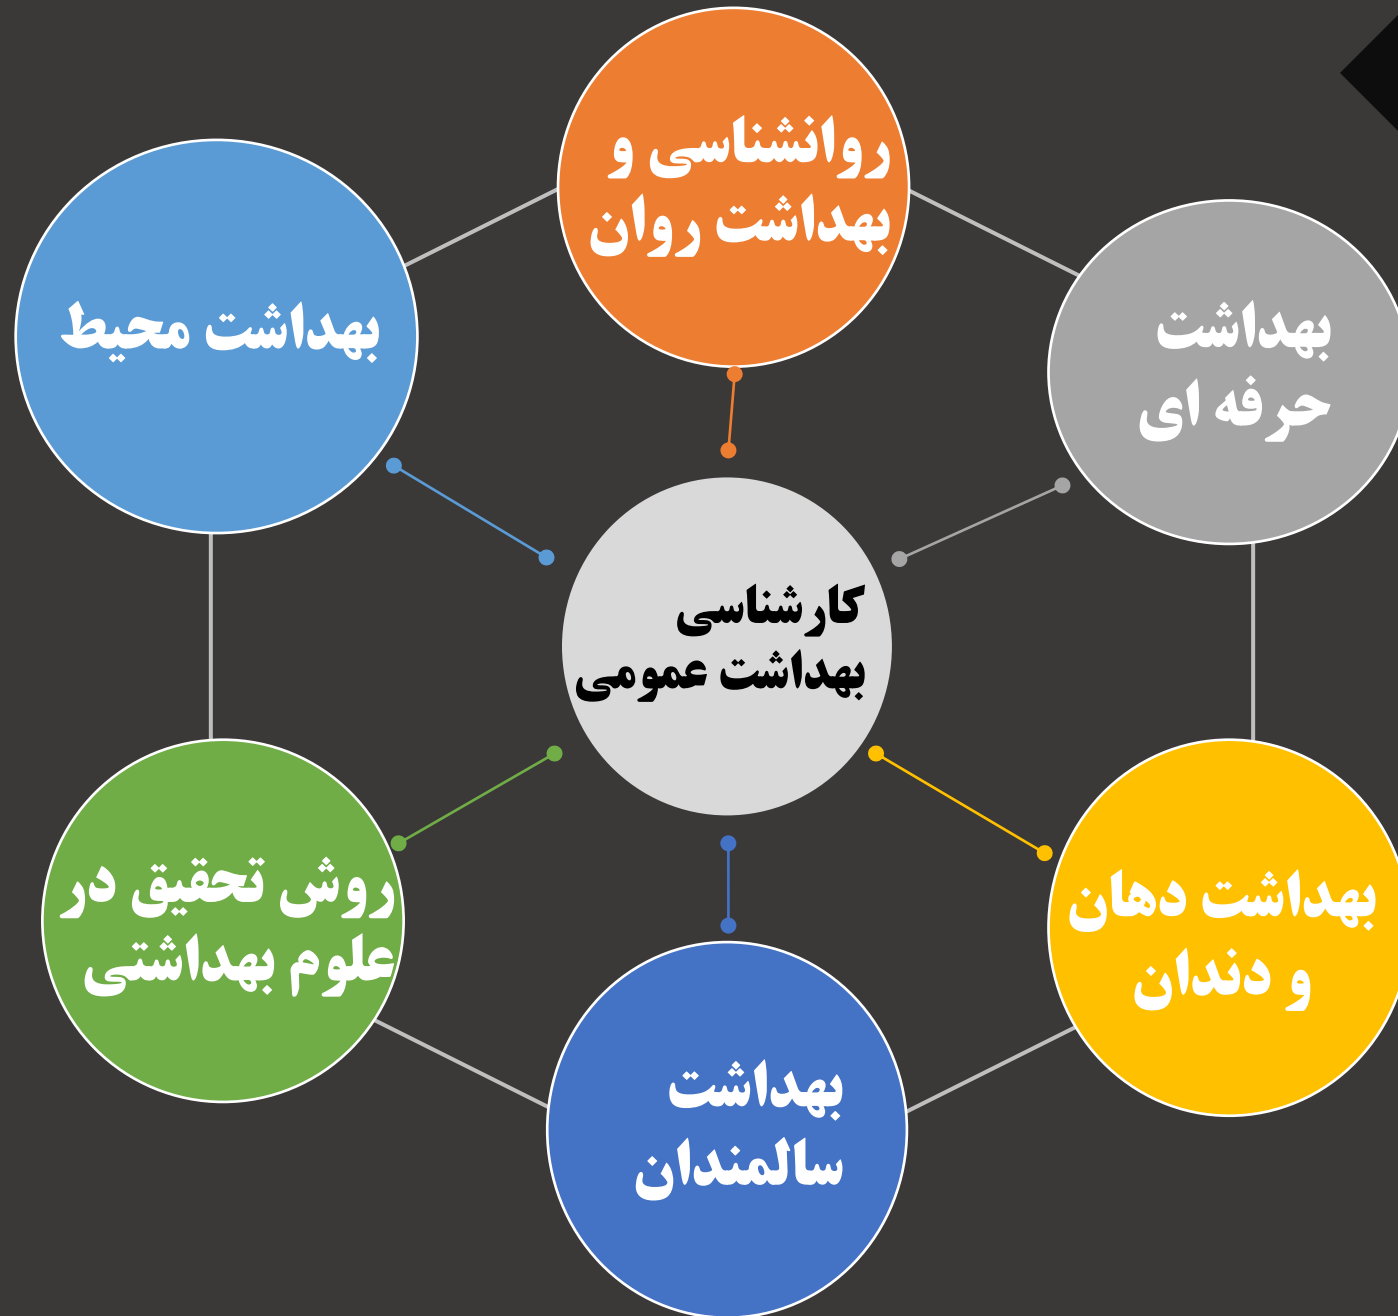 روانشناسی و
بهداشت روان
بهداشت
حرفه ای
بهداشت محیط
کارشناسی
بهداشت عمومی
بهداشت دهان
و دندان
روش تحقیق در
علوم بهداشتی
بهداشت
سالمندان